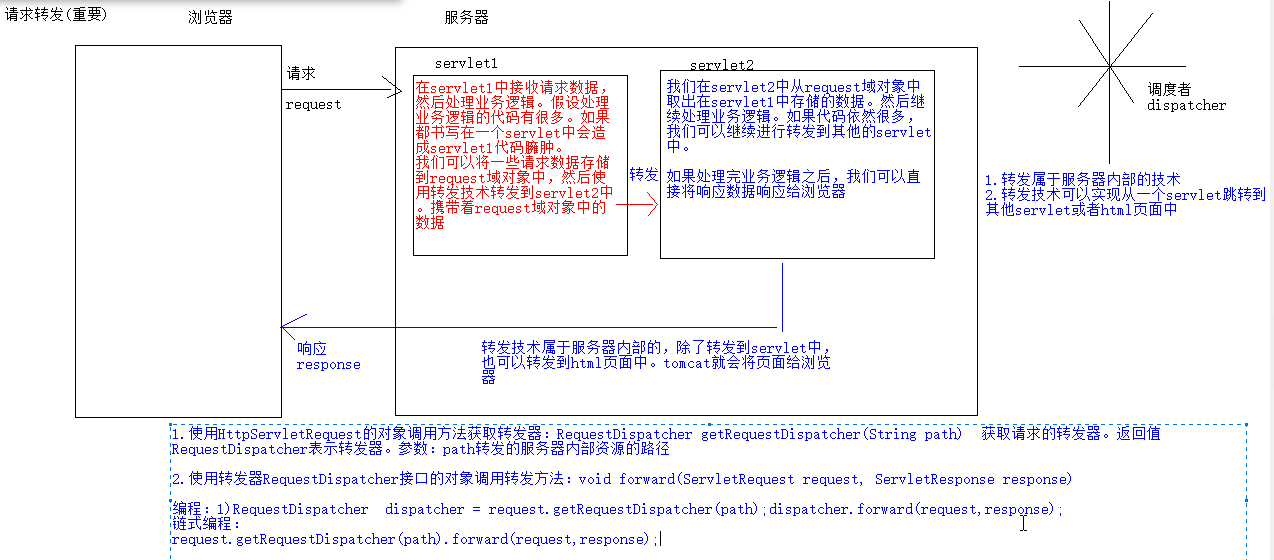 请求转发(重要)
浏览器
服务器
请求
request
servlet1
在servlet1中接收请求数据，
然后处理业务逻辑。假设处理
业务逻辑的代码有很多。如果
都书写在一个servlet中会造
成servlet1代码臃肿。
我们可以将一些请求数据存储
到request域对象中，然后使
用转发技术转发到servlet2中
。携带着request域对象中的
数据
转发
servlet2
我们在servlet2中从request域对象中
取出在servlet1中存储的数据。然后继
续处理业务逻辑。如果代码依然很多，
我们可以继续进行转发到其他的servlet
中。
如果处理完业务逻辑之后，我们可以直
接将响应数据响应给浏览器
调度者
dispatcher
1.转发属于服务器内部的技术
2.转发技术可以实现从一个servlet跳转到
其他servlet或者html页面中
响应
response
转发技术属于服务器内部的，除了转发到servlet中，
也可以转发到html页面中。tomcat就会将页面给浏览
器
1.使用HttpServletRequest的对象调用方法获取转发器：RequestDispatcher getRequestDispatcher(String path)  获取请求的转发器。返回值
RequestDispatcher表示转发器。参数：path转发的服务器内部资源的路径
2.使用转发器RequestDispatcher接口的对象调用转发方法：void forward(ServletRequest request, ServletResponse response)
编程：1)RequestDispatcher  dispatcher = request.getRequestDispatcher(path);dispatcher.forward(request,response);
链式编程：
request.getRequestDispatcher(path).forward(request,response);